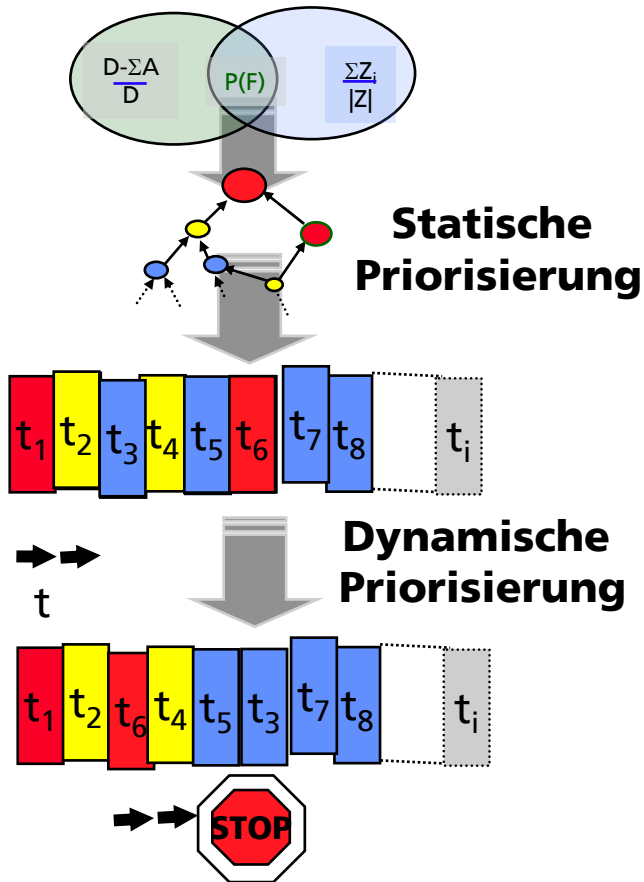 D-ΣA
D
P(F)
ΣZᵢ
|Z|
Statische
Priorisierung
t₁ t₂ t₃ t₄ t₅ t₆ t₇ t₈ tᵢ
Dynamische
Priorisierung
t
t₁ t₂ t₆ t₄ t₅ t₃ t₇ t₈ tᵢ
STOP